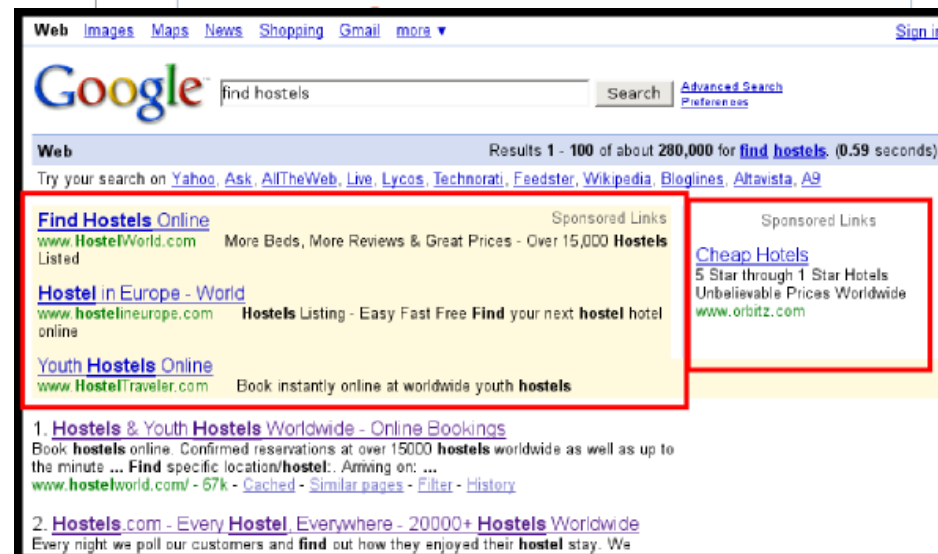 Web Images Maps News Shopping Gmail more ▼ Sign in
Google find hostels Search Advanced Search
Preferences
Web Results 1 - 100 of about 280,000 for find hostels. (0.59 seconds)
Try your search on Yahoo, Ask, AllTheWeb, Live, Lycos, Technorati, Feedster, Wikipedia, Bloglines, Altavista, A9
Find Hostels Online Sponsored Links
www.HostelWorld.com More Beds, More Reviews & Great Prices - Over 15,000 Hostels
Listed
Hostel in Europe - World
www.hostelineurope.com Hostels Listing - Easy Fast Free Find your next hostel hotel
online
Youth Hostels Online
www.HostelTraveler.com Book instantly online at worldwide youth hostels
Sponsored Links
Cheap Hotels
5 Star through 1 Star Hotels
Unbelievable Prices Worldwide
www.orbitz.com
1. Hostels & Youth Hostels Worldwide - Online Bookings
Book hostels online. Confirmed reservations at over 15000 hostels worldwide as well as up to
the minute ... Find specific location/hostel:. Arriving on: ...
www.hostelworld.com/ - 67k - Cached - Similar pages - Filter - History
2. Hostels.com - Every Hostel, Everywhere - 20000+ Hostels Worldwide
Every night we poll our customers and find out how they enjoyed their hostel stay. We